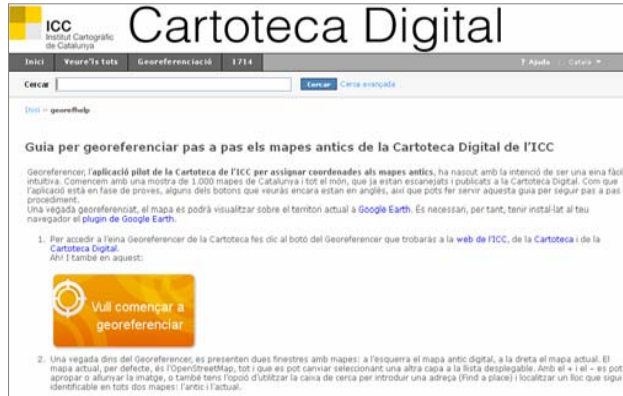 ICC
Institut Cartogràfic
de Catalunya
Cartoteca Digital
Inici Veure'ls tots Georeferenciació 1714 ? Ajuda Català
Cercar Cercar Cerca avançada
Inici georefhelp
Guia per georeferenciar pas a pas els mapes antics de la Cartoteca Digital de l'ICC
Georeferencer, l'aplicació pilot de la Cartoteca de l'ICC per assignar coordenades als mapes antics, ha nascut amb la intenció de ser una eina fàcil
intuïtiva. Comencem amb una mostra de 1.000 mapes de Catalunya i tot el món, que ja estan escanejats i publicats a la Cartoteca Digital. Com que
l'aplicació està en fase de proves, alguns dels botons que veuràs encara estan en anglès, així que pots fer servir aquesta guia per seguir pas a pas
procediment.
Una vegada georeferenciat, el mapa es podrà visualitzar sobre el territori actual a Google Earth. És necessari, per tant, tenir instal·lat al teu
navegador el plugin de Google Earth.
1. Per accedir a l'eina Georeferencer de la Cartoteca fes clic al botó del Georeferencer que trobaràs a la web de l'ICC, de la Cartoteca i de la
Cartoteca Digital.
Ah! I també en aquest:
Vull començar a
georeferenciar
2. Una vegada dins del Georeferencer, es presenten dues finestres amb mapes: a l'esquerra el mapa antic digital, a la dreta el mapa actual. El
mapa actual, per defecte, és l'OpenStreetMap, tot i que es pot canviar seleccionant una altra capa a la llista desplegable. Amb el + i el – es pot
apropar o allunyar la imatge, o també tens l'opció d'utilitzar la caixa de cerca per introduir una adreça (Find a place) i localitzar un lloc que sigui
identificable en tots dos mapes: l'antic i l'actual.